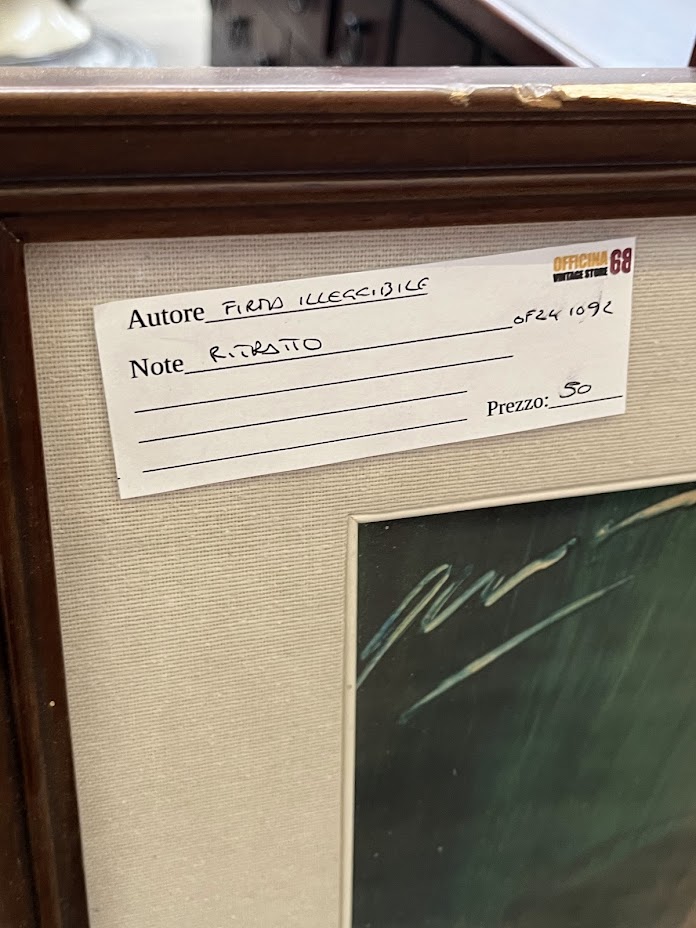 OFFICINA 68
VINTAGE STORE
Autore FIRMA ILLEGGIBILE
OF24 1092
Note RITRATTO
Prezzo: 50